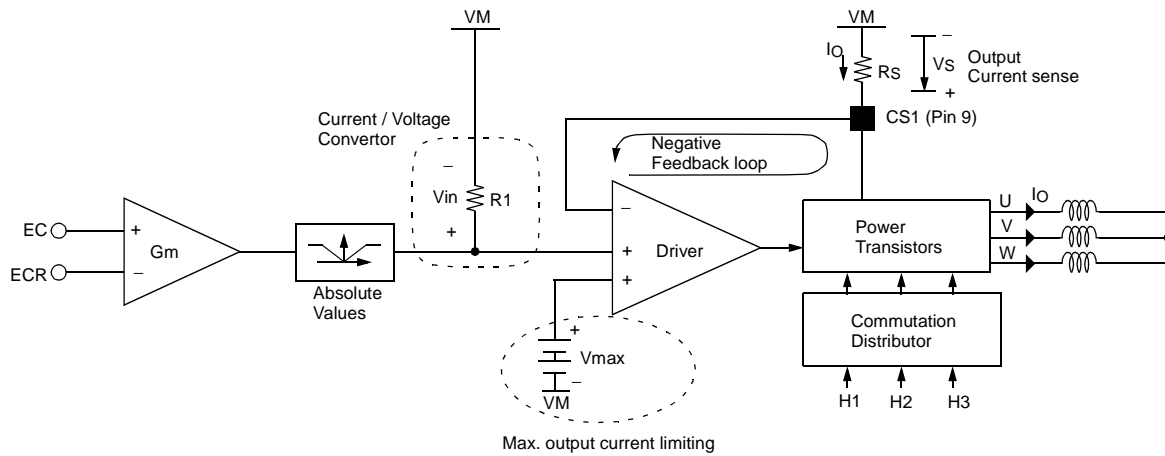 VM
VM
IO
RS
−
VS
+
Output
Current sense
CS1 (Pin 9)
Current / Voltage
Convertor
−
Vin
R1
+
Negative
Feedback loop
EC
ECR
+
−
Gm
Absolute
Values
−
+
+
Driver
Power
Transistors
U
V
W
IO
+
Vmax
−
VM
Commutation
Distributor
H1
H2
H3
Max. output current limiting